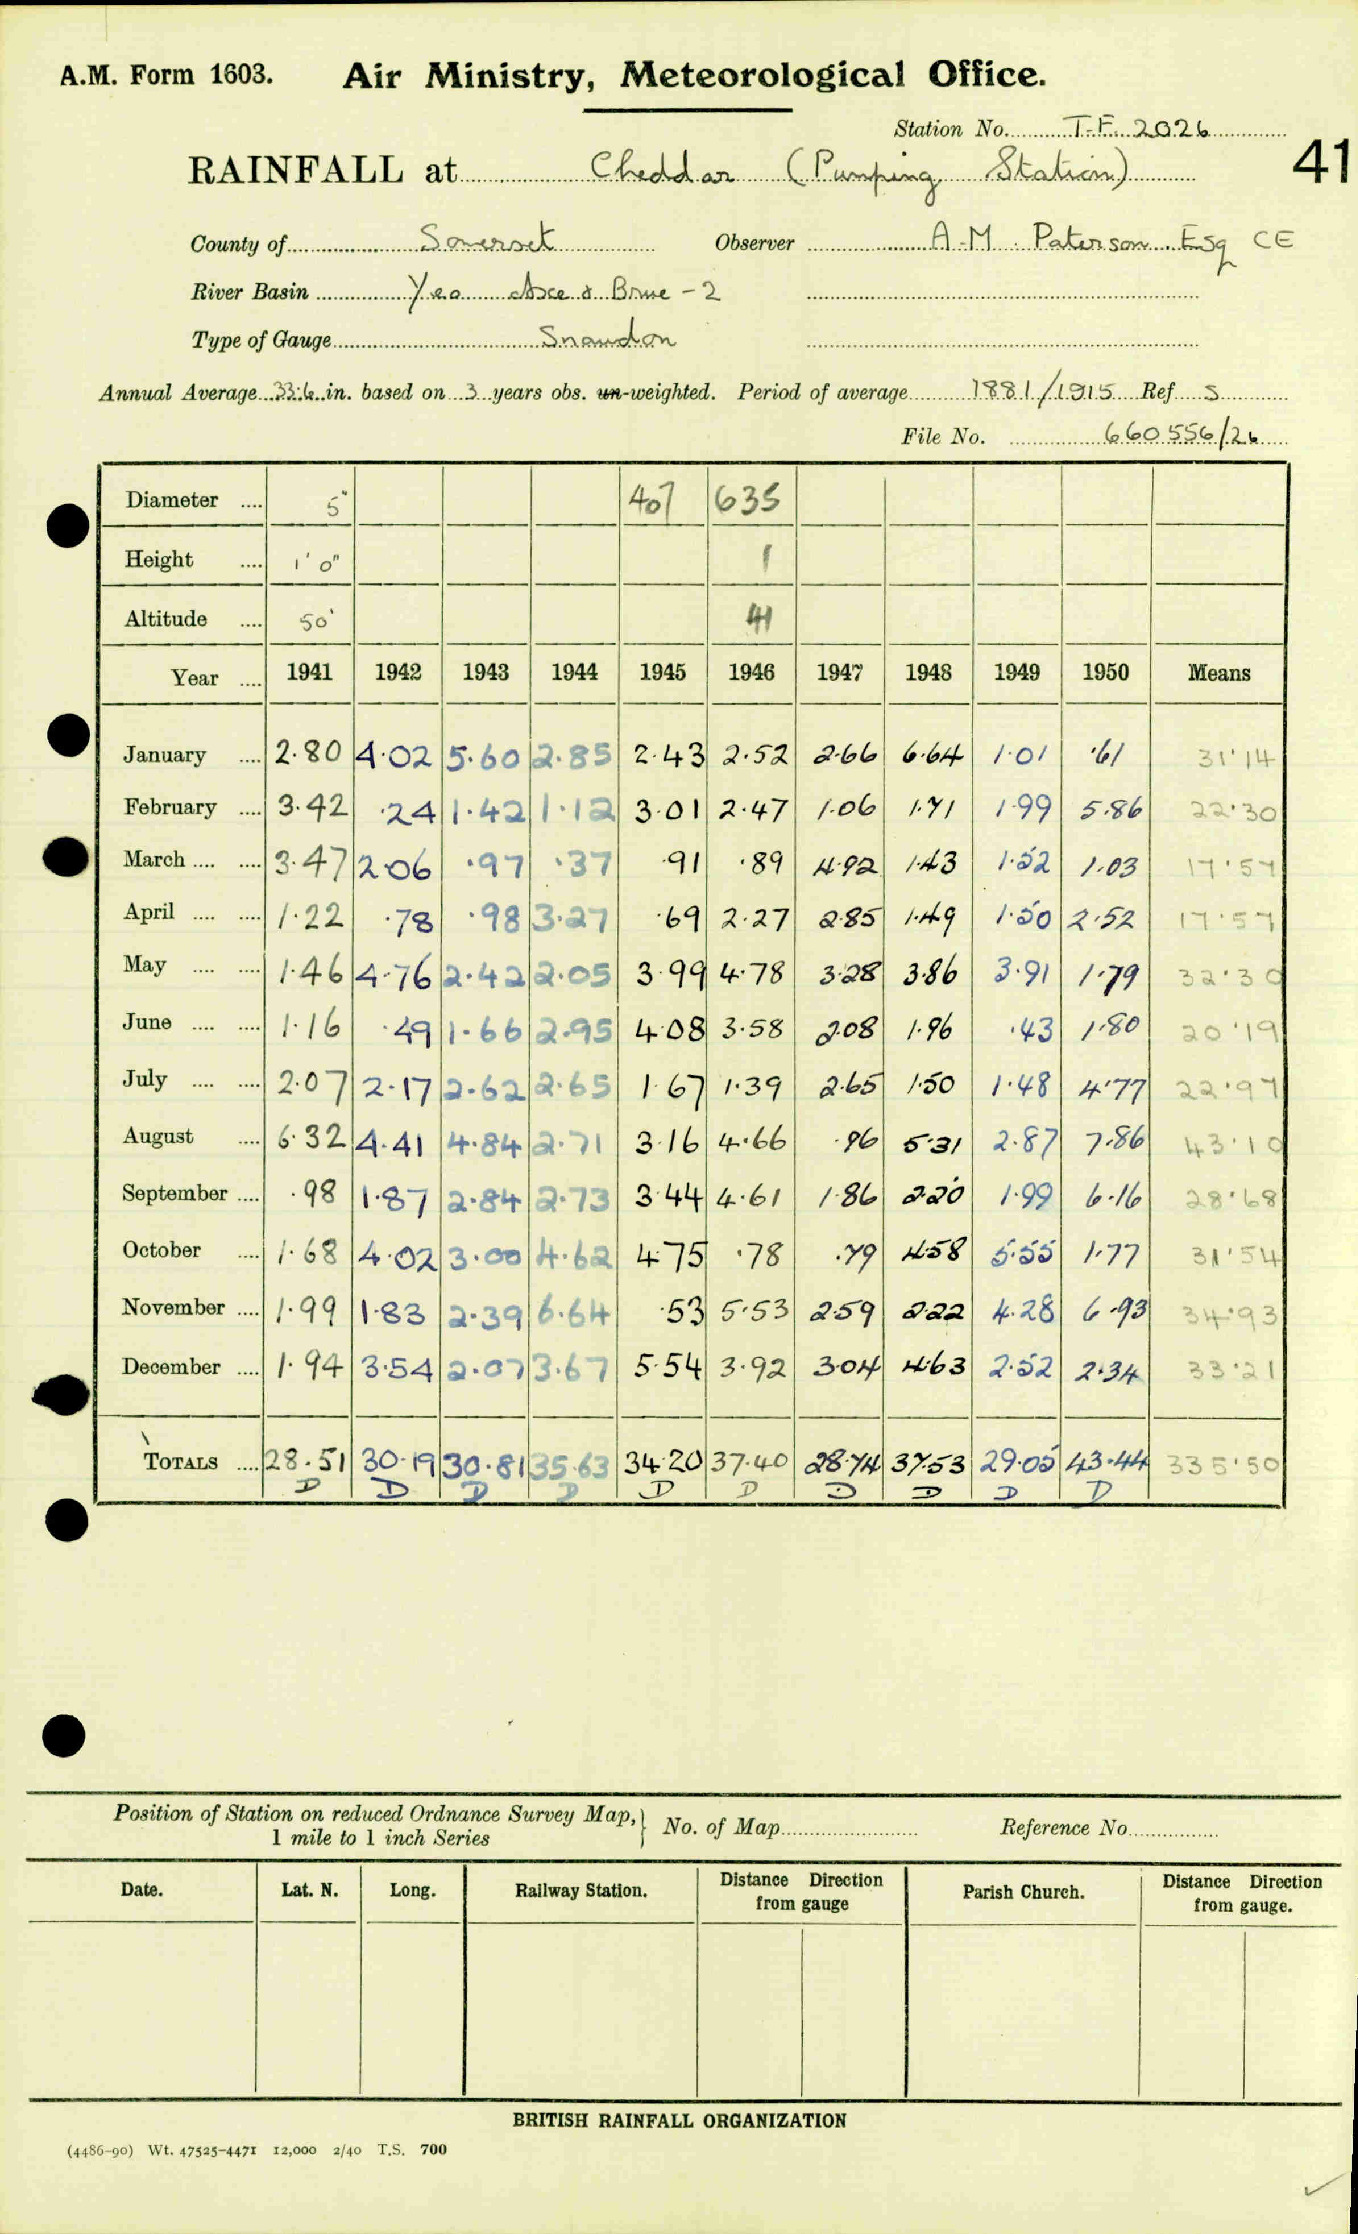 A.M. Form 1603. Air Ministry, Meteorological Office.
Station No. T.F. 2026
41
RAINFALL at Cheddar (Pumping Station)
County of Somerset Observer A.M. Paterson Esq CE
River Basin Yeo Axe & Brue - 2
Type of Gauge Snowdon
Annual Average 33.6 in. based on 3 years obs. un-weighted. Period of average 1881/1915 Ref S
File No. 660556/26
Diameter .... 5" 407 635
Height .... 1' 0" 1
Altitude .... 50' 41
Year .... 1941 1942 1943 1944 1945 1946 1947 1948 1949 1950 Means
January .... 2.80 4.02 5.60 2.85 2.43 2.52 2.66 6.64 1.01 .61 31.14
February .... 3.42 .24 1.42 1.12 3.01 2.47 1.06 1.71 1.99 5.86 22.30
March .... .... 3.47 2.06 .97 .37 .91 .89 4.92 1.43 1.52 1.03 17.57
April .... .... 1.22 .78 .98 3.27 .69 2.27 2.85 1.49 1.50 2.52 17.57
May .... .... 1.46 4.76 2.42 2.05 3.99 4.78 3.28 3.86 3.91 1.79 32.30
June .... .... 1.16 .49 1.66 2.95 4.08 3.58 2.08 1.96 .43 1.80 20.19
July .... .... 2.07 2.17 2.62 2.65 1.67 1.39 2.65 1.50 1.48 4.77 22.97
August .... 6.32 4.41 4.84 2.71 3.16 4.66 .96 5.31 2.87 7.86 43.10
September .... .98 1.87 2.84 2.73 3.44 4.61 1.86 2.20 1.99 6.16 28.68
October .... 1.68 4.02 3.00 4.62 4.75 .78 .79 4.58 5.55 1.77 31.54
November .... 1.99 1.83 2.39 6.64 .53 5.53 2.59 2.22 4.28 6.93 34.93
December .... 1.94 3.54 2.07 3.67 5.54 3.92 3.04 4.63 2.52 2.34 33.21
TOTALS .... 28.51 30.19 30.81 35.63 34.20 37.40 28.74 37.53 29.05 43.44 335.50
D D D D D D D D D D
Position of Station on reduced Ordnance Survey Map, } No. of Map Reference No.
1 mile to 1 inch Series
Date. Lat. N. Long. Railway Station. Distance Direction from gauge Parish Church. Distance Direction from gauge.
BRITISH RAINFALL ORGANIZATION
(4486-90) Wt. 47525-4471 12,000 2/40 T.S. 700